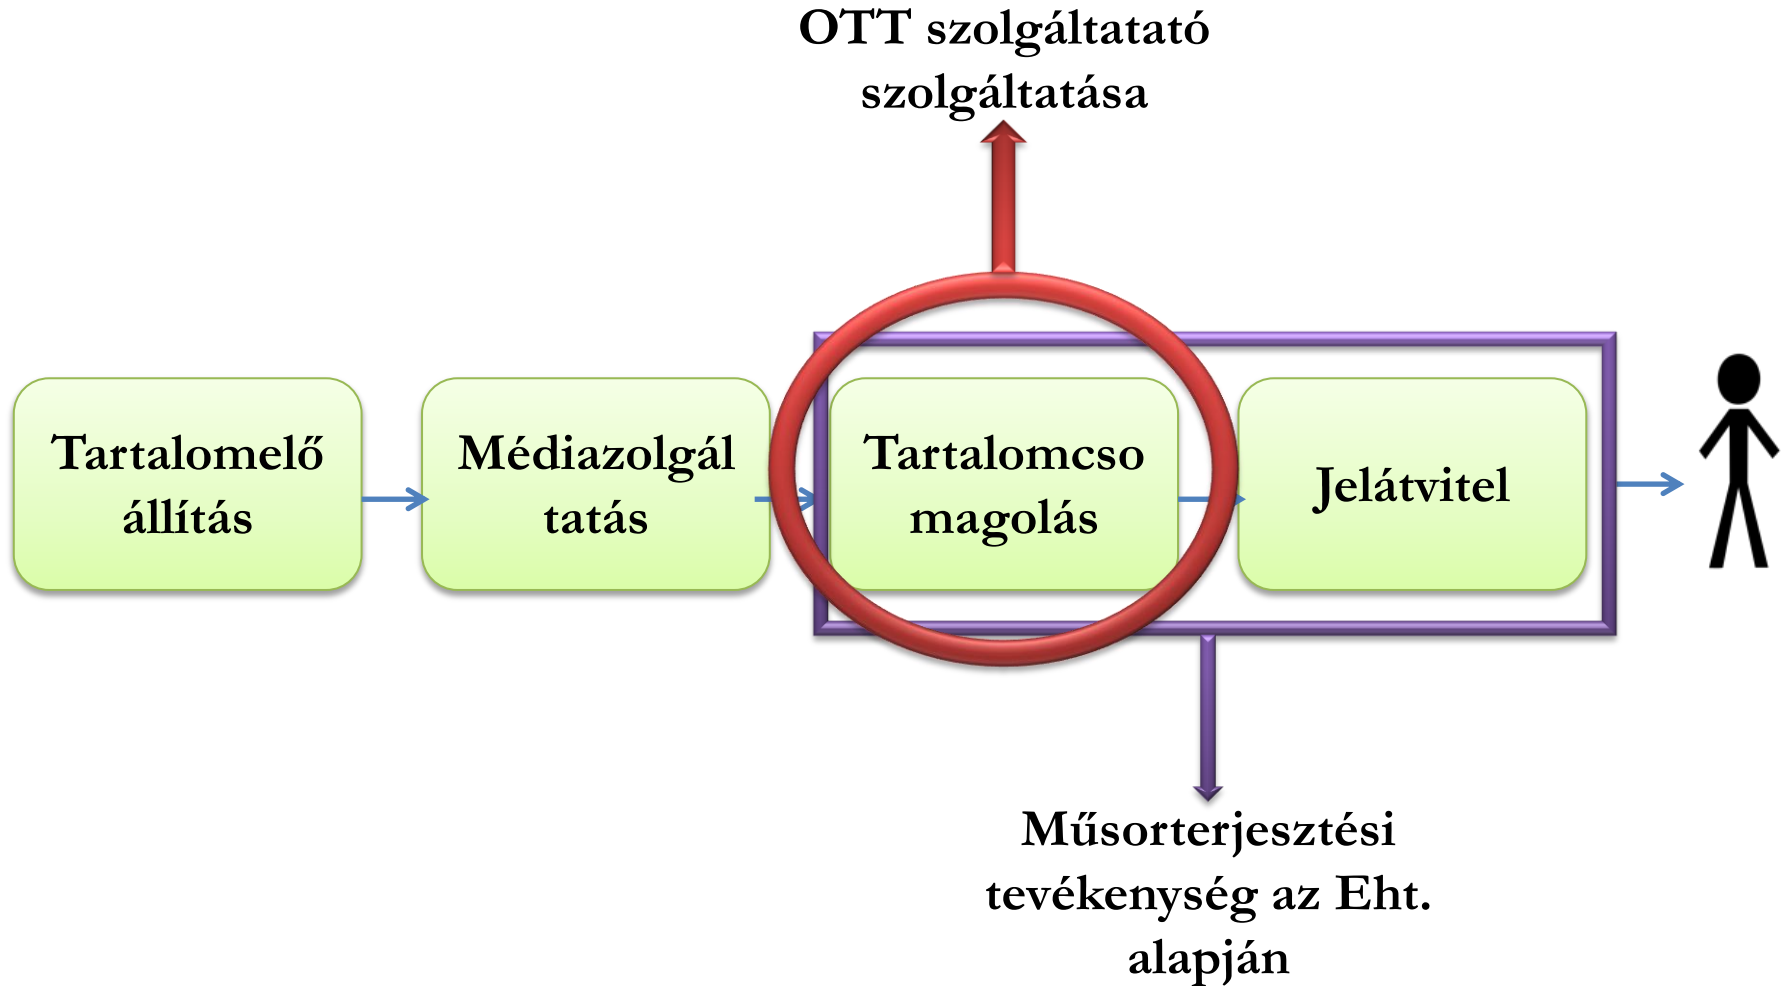 OTT szolgáltatató
szolgáltatása
Tartalomelő
állítás
Médiazolgál
tatás
Tartalomcso
magolás
Jelátvitel
Műsorterjesztési
tevékenység az Eht.
alapján